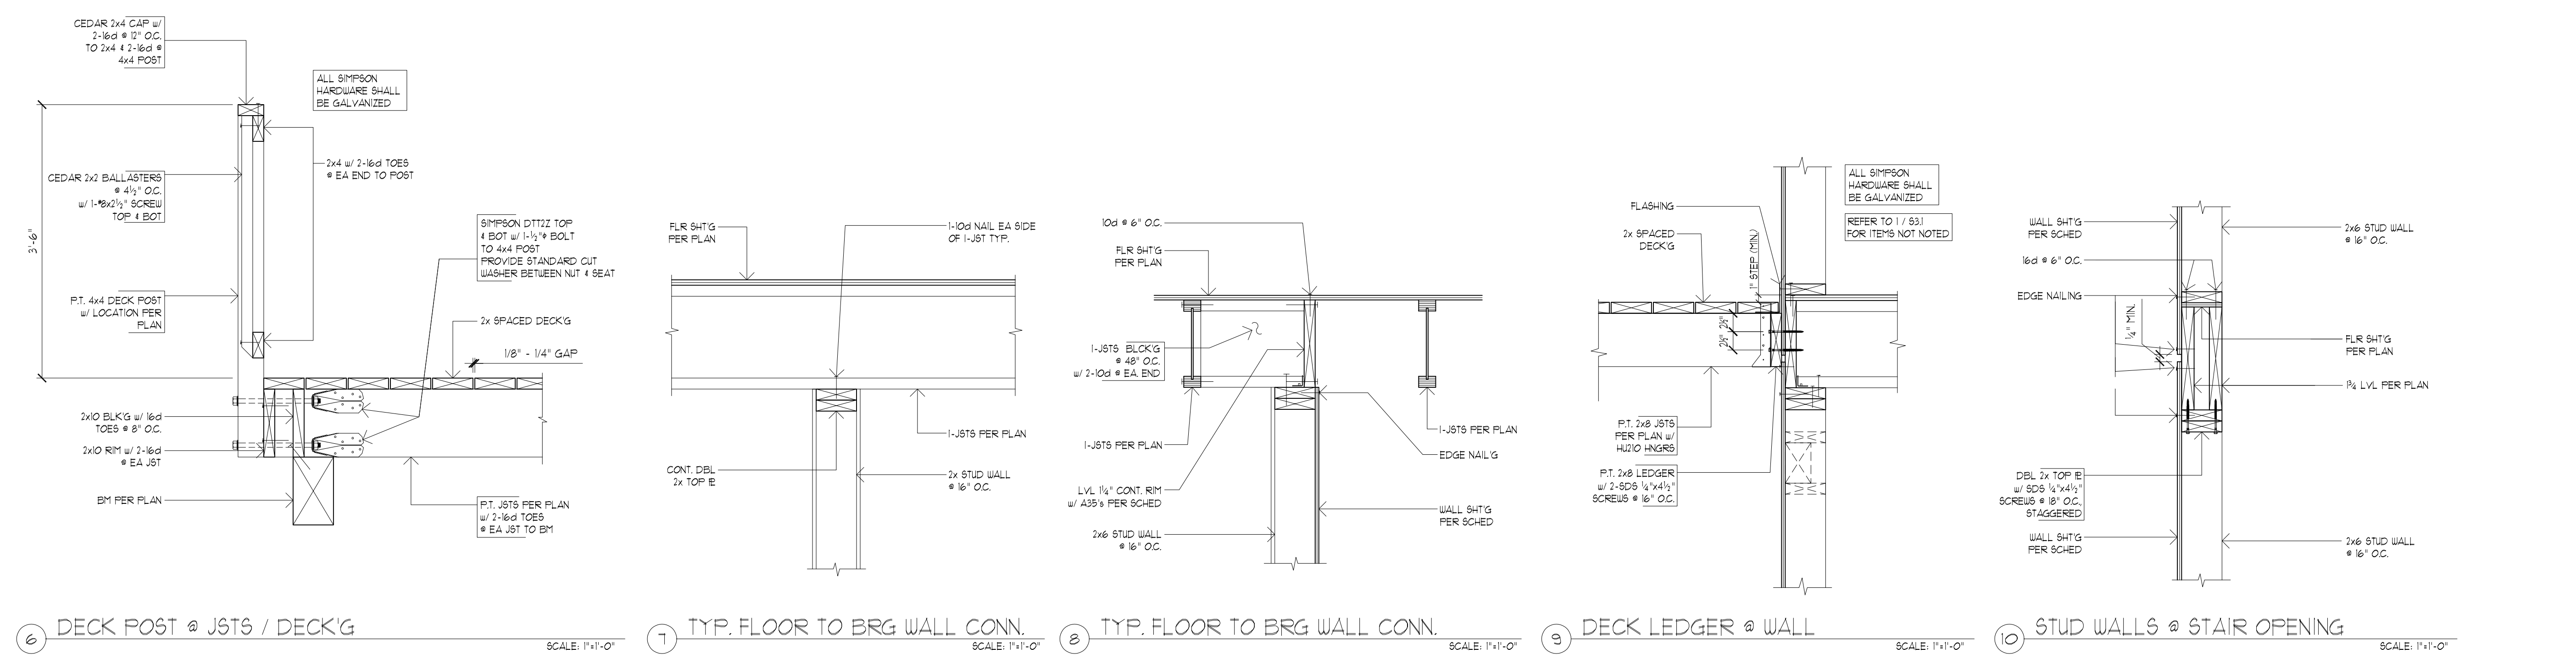 CEDAR 2x4 CAP w/
2-16d @ 12" O.C.
TO 2x4 & 2-16d @
4x4 POST
ALL SIMPSON
HARDWARE SHALL
BE GALVANIZED
2x4 w/ 2-16d TOES
@ EA END TO POST
CEDAR 2x2 BALLASTERS
@ 4½" O.C.
w/ 1-#8x2½" SCREW
TOP & BOT
3'-6"
SIMPSON DTT2Z TOP
& BOT w/ 1-½"ø BOLT
TO 4x4 POST
PROVIDE STANDARD CUT
WASHER BETWEEN NUT & SEAT
P.T. 4x4 DECK POST
w/ LOCATION PER
PLAN
2x SPACED DECK'G
1/8" - 1/4" GAP
2x10 BLK'G w/ 16d
TOES @ 8" O.C.
2x10 RIM w/ 2-16d
@ EA JST
BM PER PLAN
P.T. JSTS PER PLAN
w/ 2-16d TOES
@ EA JST TO BM
6 DECK POST @ JSTS / DECK'G
SCALE: 1"=1'-0"
FLR SHT'G
PER PLAN
1-10d NAIL EA SIDE
OF I-JST TYP.
I-JSTS PER PLAN
CONT. DBL
2x TOP PL
2x STUD WALL
@ 16" O.C.
7 TYP. FLOOR TO BRG WALL CONN.
SCALE: 1"=1'-0"
10d @ 6" O.C.
FLR SHT'G
PER PLAN
I-JSTS BLCK'G
@ 48" O.C.
w/ 2-10d @ EA. END
I-JSTS PER PLAN
I-JSTS PER PLAN
EDGE NAIL'G
LVL 1¼" CONT. RIM
w/ A35's PER SCHED
WALL SHT'G
PER SCHED
2x6 STUD WALL
@ 16" O.C.
8 TYP. FLOOR TO BRG WALL CONN.
SCALE: 1"=1'-0"
ALL SIMPSON
HARDWARE SHALL
BE GALVANIZED
REFER TO 1 / S3.1
FOR ITEMS NOT NOTED
FLASHING
2x SPACED
DECK'G
1" STEP (MIN.)
2½" 2½"
P.T. 2x8 JSTS
PER PLAN w/
HU210 HNGRS
P.T. 2x8 LEDGER
w/ 2-SDS ¼"x4½"
SCREWS @ 16" O.C.
9 DECK LEDGER @ WALL
SCALE: 1"=1'-0"
WALL SHT'G
PER SCHED
2x6 STUD WALL
@ 16" O.C.
16d @ 6" O.C.
EDGE NAILING
¼" MIN.
FLR SHT'G
PER PLAN
1¾ LVL PER PLAN
DBL 2x TOP PL
w/ SDS ¼"x4½"
SCREWS @ 18" O.C.,
STAGGERED
WALL SHT'G
PER SCHED
2x6 STUD WALL
@ 16" O.C.
10 STUD WALLS @ STAIR OPENING
SCALE: 1"=1'-0"